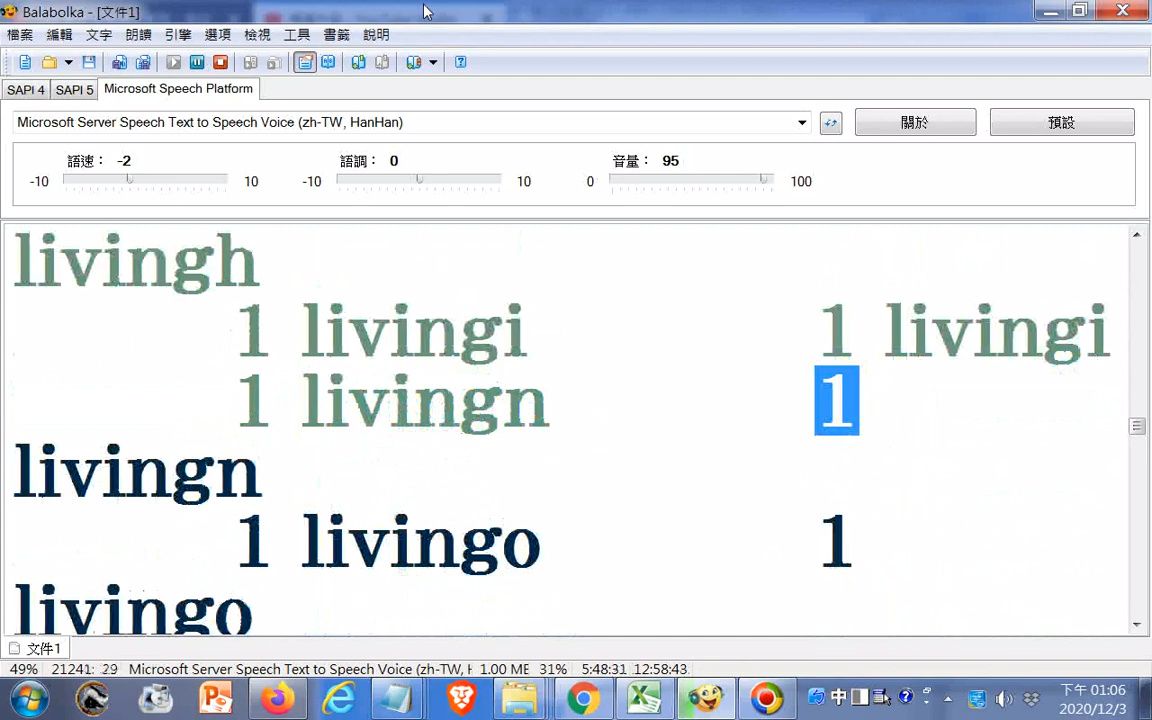 Balabolka - [文件1]
檔案 編輯 文字 朗讀 引擎 選項 檢視 工具 書籤 說明
SAPI 4 SAPI 5 Microsoft Speech Platform
Microsoft Server Speech Text to Speech Voice (zh-TW, HanHan) 關於 預設
語速： -2 語調： 0 音量： 95
-10 10 -10 10 0 100
livingh
1 livingi 1 livingi
1 livingn 1
livingn
1 livingo 1
livingo
文件1
49% 21241: 29 Microsoft Server Speech Text to Speech Voice (zh-TW, H 1.00 ME 31% 5:48:31 12:58:43
中 下午 01:06
2020/12/3